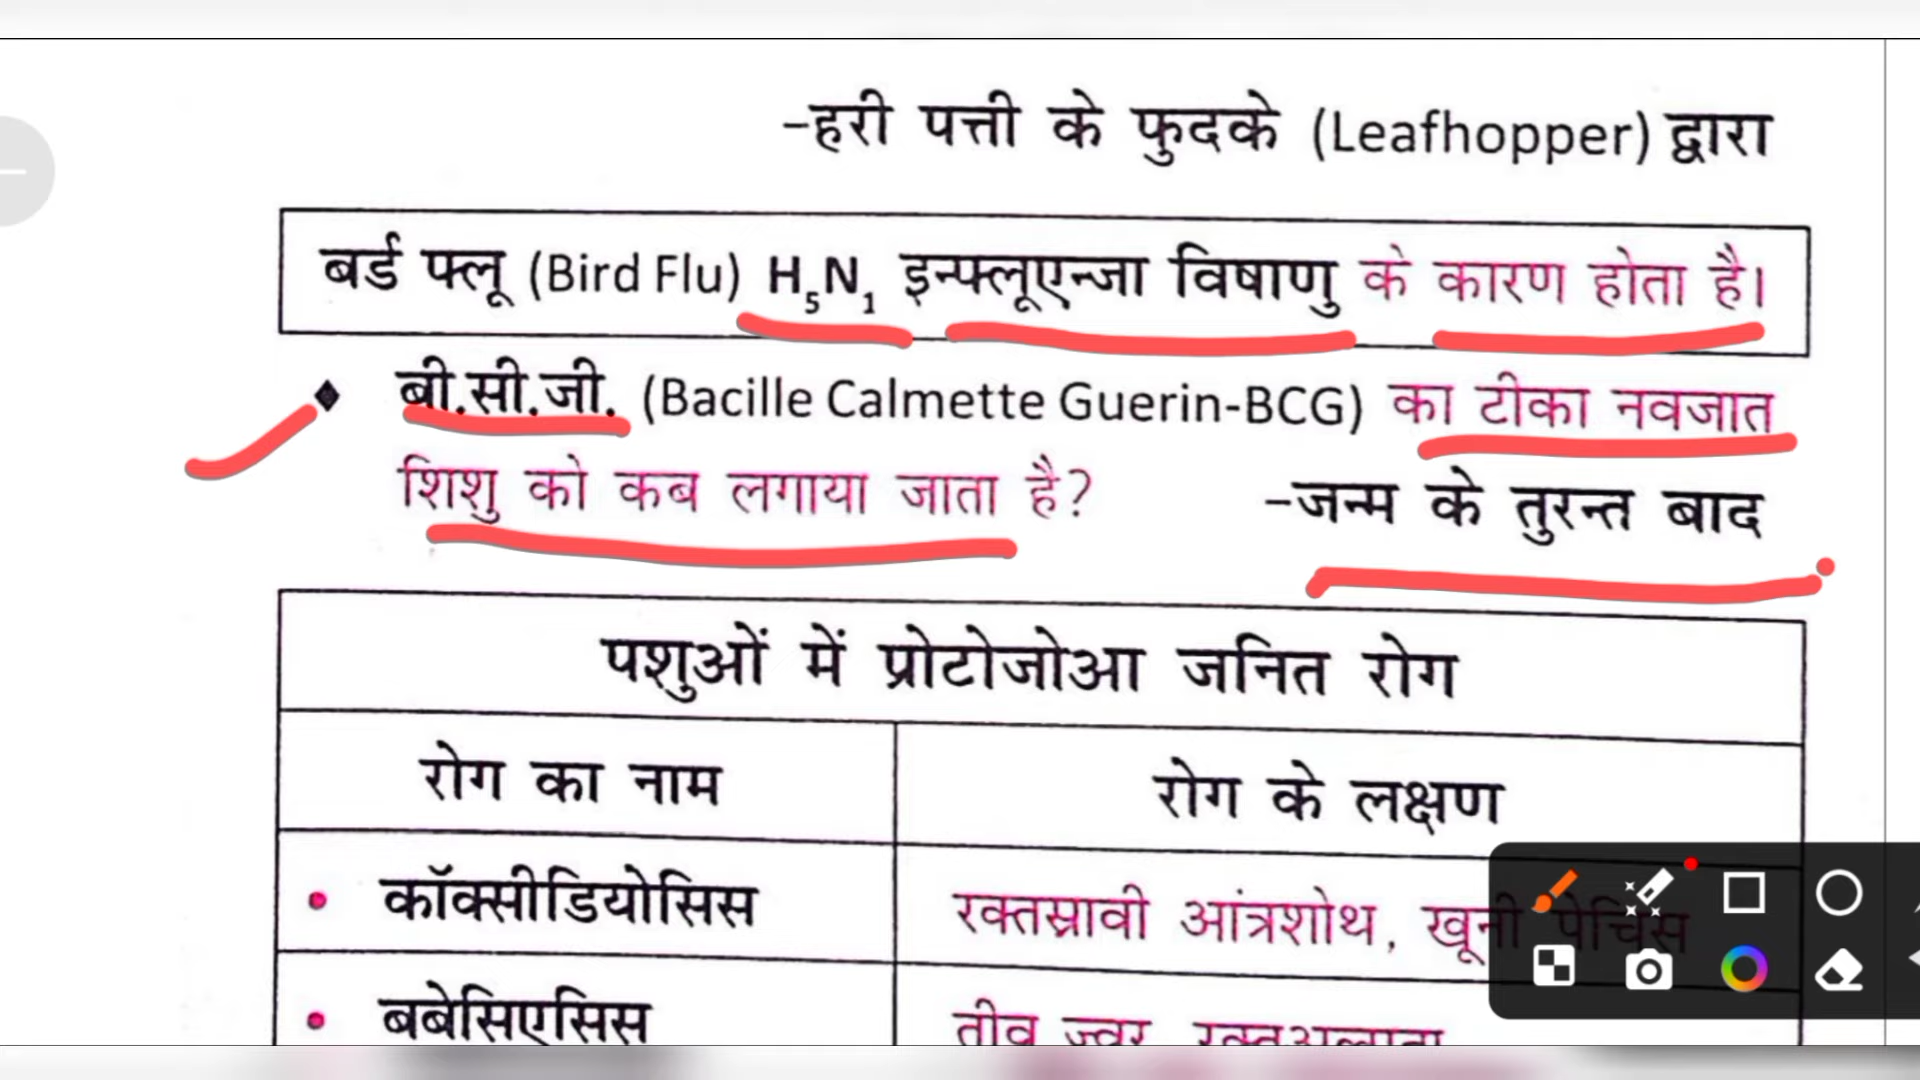 –हरी पत्ती के फुदके (Leafhopper) द्वारा
बर्ड फ्लू (Bird Flu) H₅N₁ इन्फ्लूएन्जा विषाणु के कारण होता है।
♦ बी.सी.जी. (Bacille Calmette Guerin-BCG) का टीका नवजात
शिशु को कब लगाया जाता है? –जन्म के तुरन्त बाद
पशुओं में प्रोटोजोआ जनित रोग
रोग का नाम रोग के लक्षण
• कॉक्सीडियोसिस रक्तस्रावी आंत्रशोथ, खूनी पेचिस
• बबेसिएसिस तीव्र ज्वर